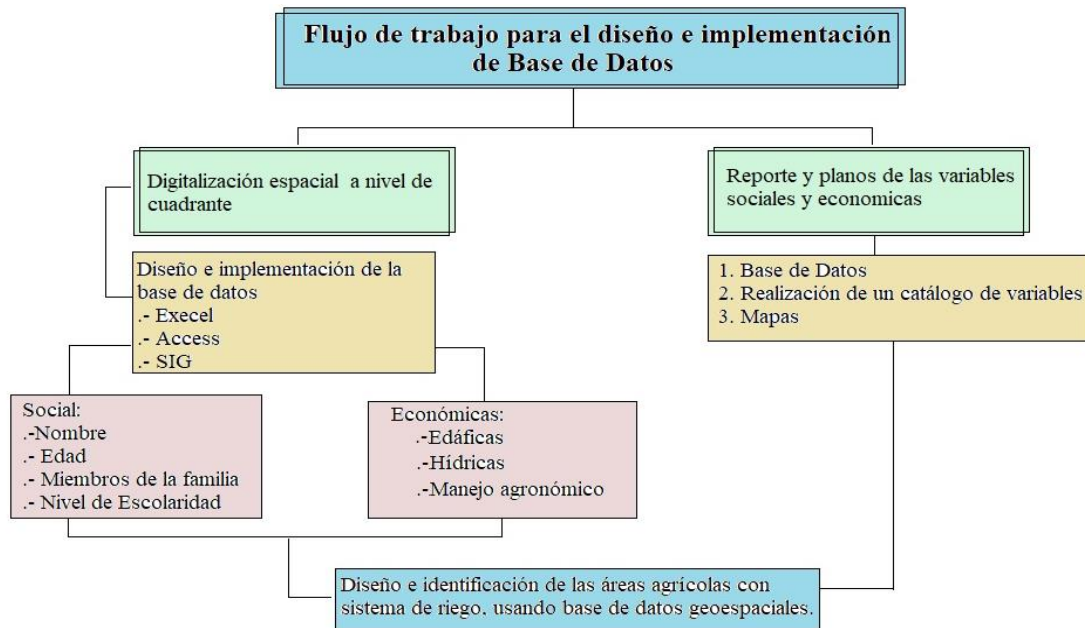 Flujo de trabajo para el diseño e implementación
de Base de Datos
Digitalización espacial a nivel de
cuadrante
Reporte y planos de las variables
sociales y economicas
Diseño e implementación de la
base de datos
.- Execel
.- Access
.- SIG
1. Base de Datos
2. Realización de un catálogo de variables
3. Mapas
Social:
.-Nombre
.- Edad
.- Miembros de la familia
.- Nivel de Escolaridad
Económicas:
.-Edáficas
.-Hídricas
.-Manejo agronómico
Diseño e identificación de las áreas agrícolas con
sistema de riego, usando base de datos geoespaciales.